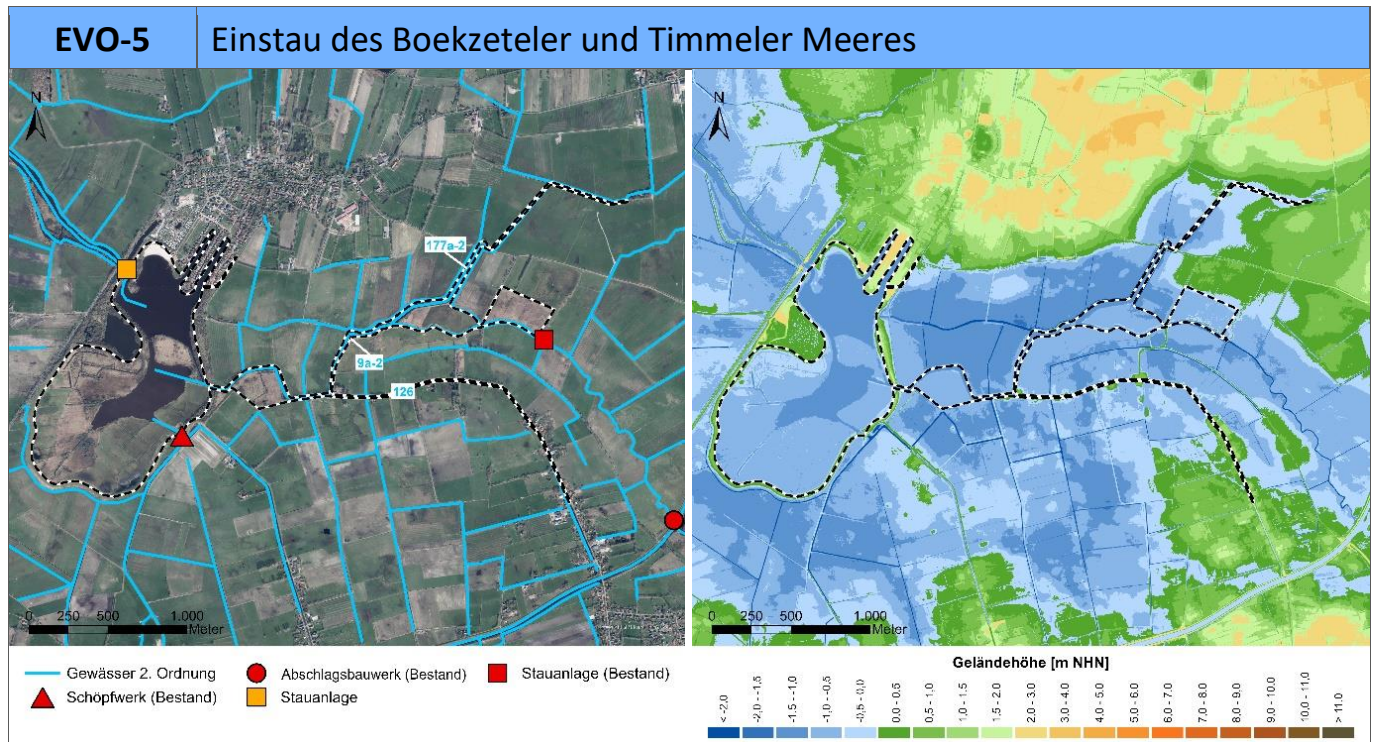 EVO-5 Einstau des Boekzeteler und Timmeler Meeres
N
177a-2
9a-2
126
0 250 500 1.000
Meter
N
0 250 500 1.000
Meter
Gewässer 2. Ordnung
Abschlagsbauwerk (Bestand)
Stauanlage (Bestand)
Schöpfwerk (Bestand)
Stauanlage
Geländehöhe [m NHN]
< -2,0
-2,0 - -1,5
-1,5 - -1,0
-1,0 - -0,5
-0,5 - 0,0
0,0 - 0,5
0,5 - 1,0
1,0 - 1,5
1,5 - 2,0
2,0 - 3,0
3,0 - 4,0
4,0 - 5,0
5,0 - 6,0
6,0 - 7,0
7,0 - 8,0
8,0 - 9,0
9,0 - 10,0
10,0 - 11,0
> 11,0